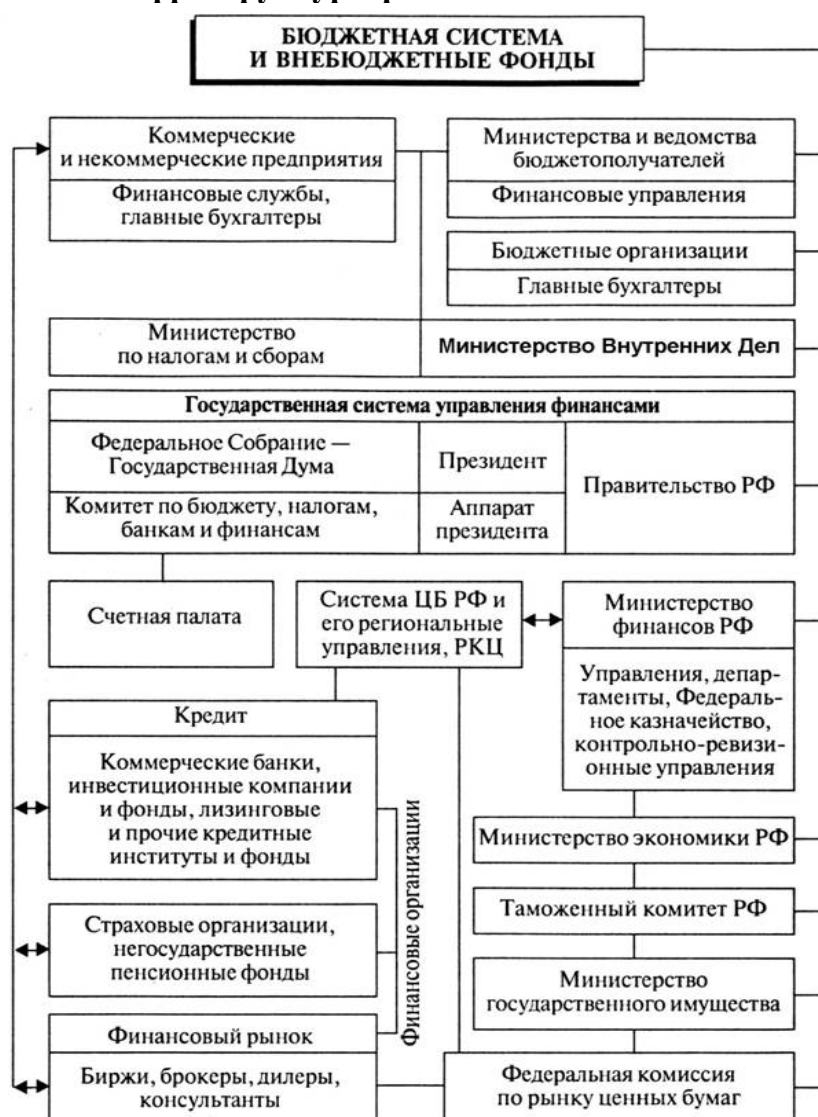 БЮДЖЕТНАЯ СИСТЕМА
И ВНЕБЮДЖЕТНЫЕ ФОНДЫ
Коммерческие
и некоммерческие предприятия
Финансовые службы,
главные бухгалтеры
Министерства и ведомства
бюджетополучателей
Финансовые управления
Бюджетные организации
Главные бухгалтеры
Министерство
по налогам и сборам
Министерство Внутренних Дел
Государственная система управления финансами
Федеральное Собрание —
Государственная Дума
Президент
Правительство РФ
Комитет по бюджету, налогам,
банкам и финансам
Аппарат
президента
Счетная палата
Система ЦБ РФ и
его региональные
управления, РКЦ
Министерство
финансов РФ
Управления, депар-
таменты, Федераль-
ное казначейство,
контрольно-ревизи-
онные управления
Кредит
Коммерческие банки,
инвестиционные компании
и фонды, лизинговые
и прочие кредитные
институты и фонды
Финансовые организации
Министерство экономики РФ
Таможенный комитет РФ
Страховые организации,
негосударственные
пенсионные фонды
Министерство
государственного имущества
Финансовый рынок
Биржи, брокеры, дилеры,
консультанты
Федеральная комиссия
по рынку ценных бумаг